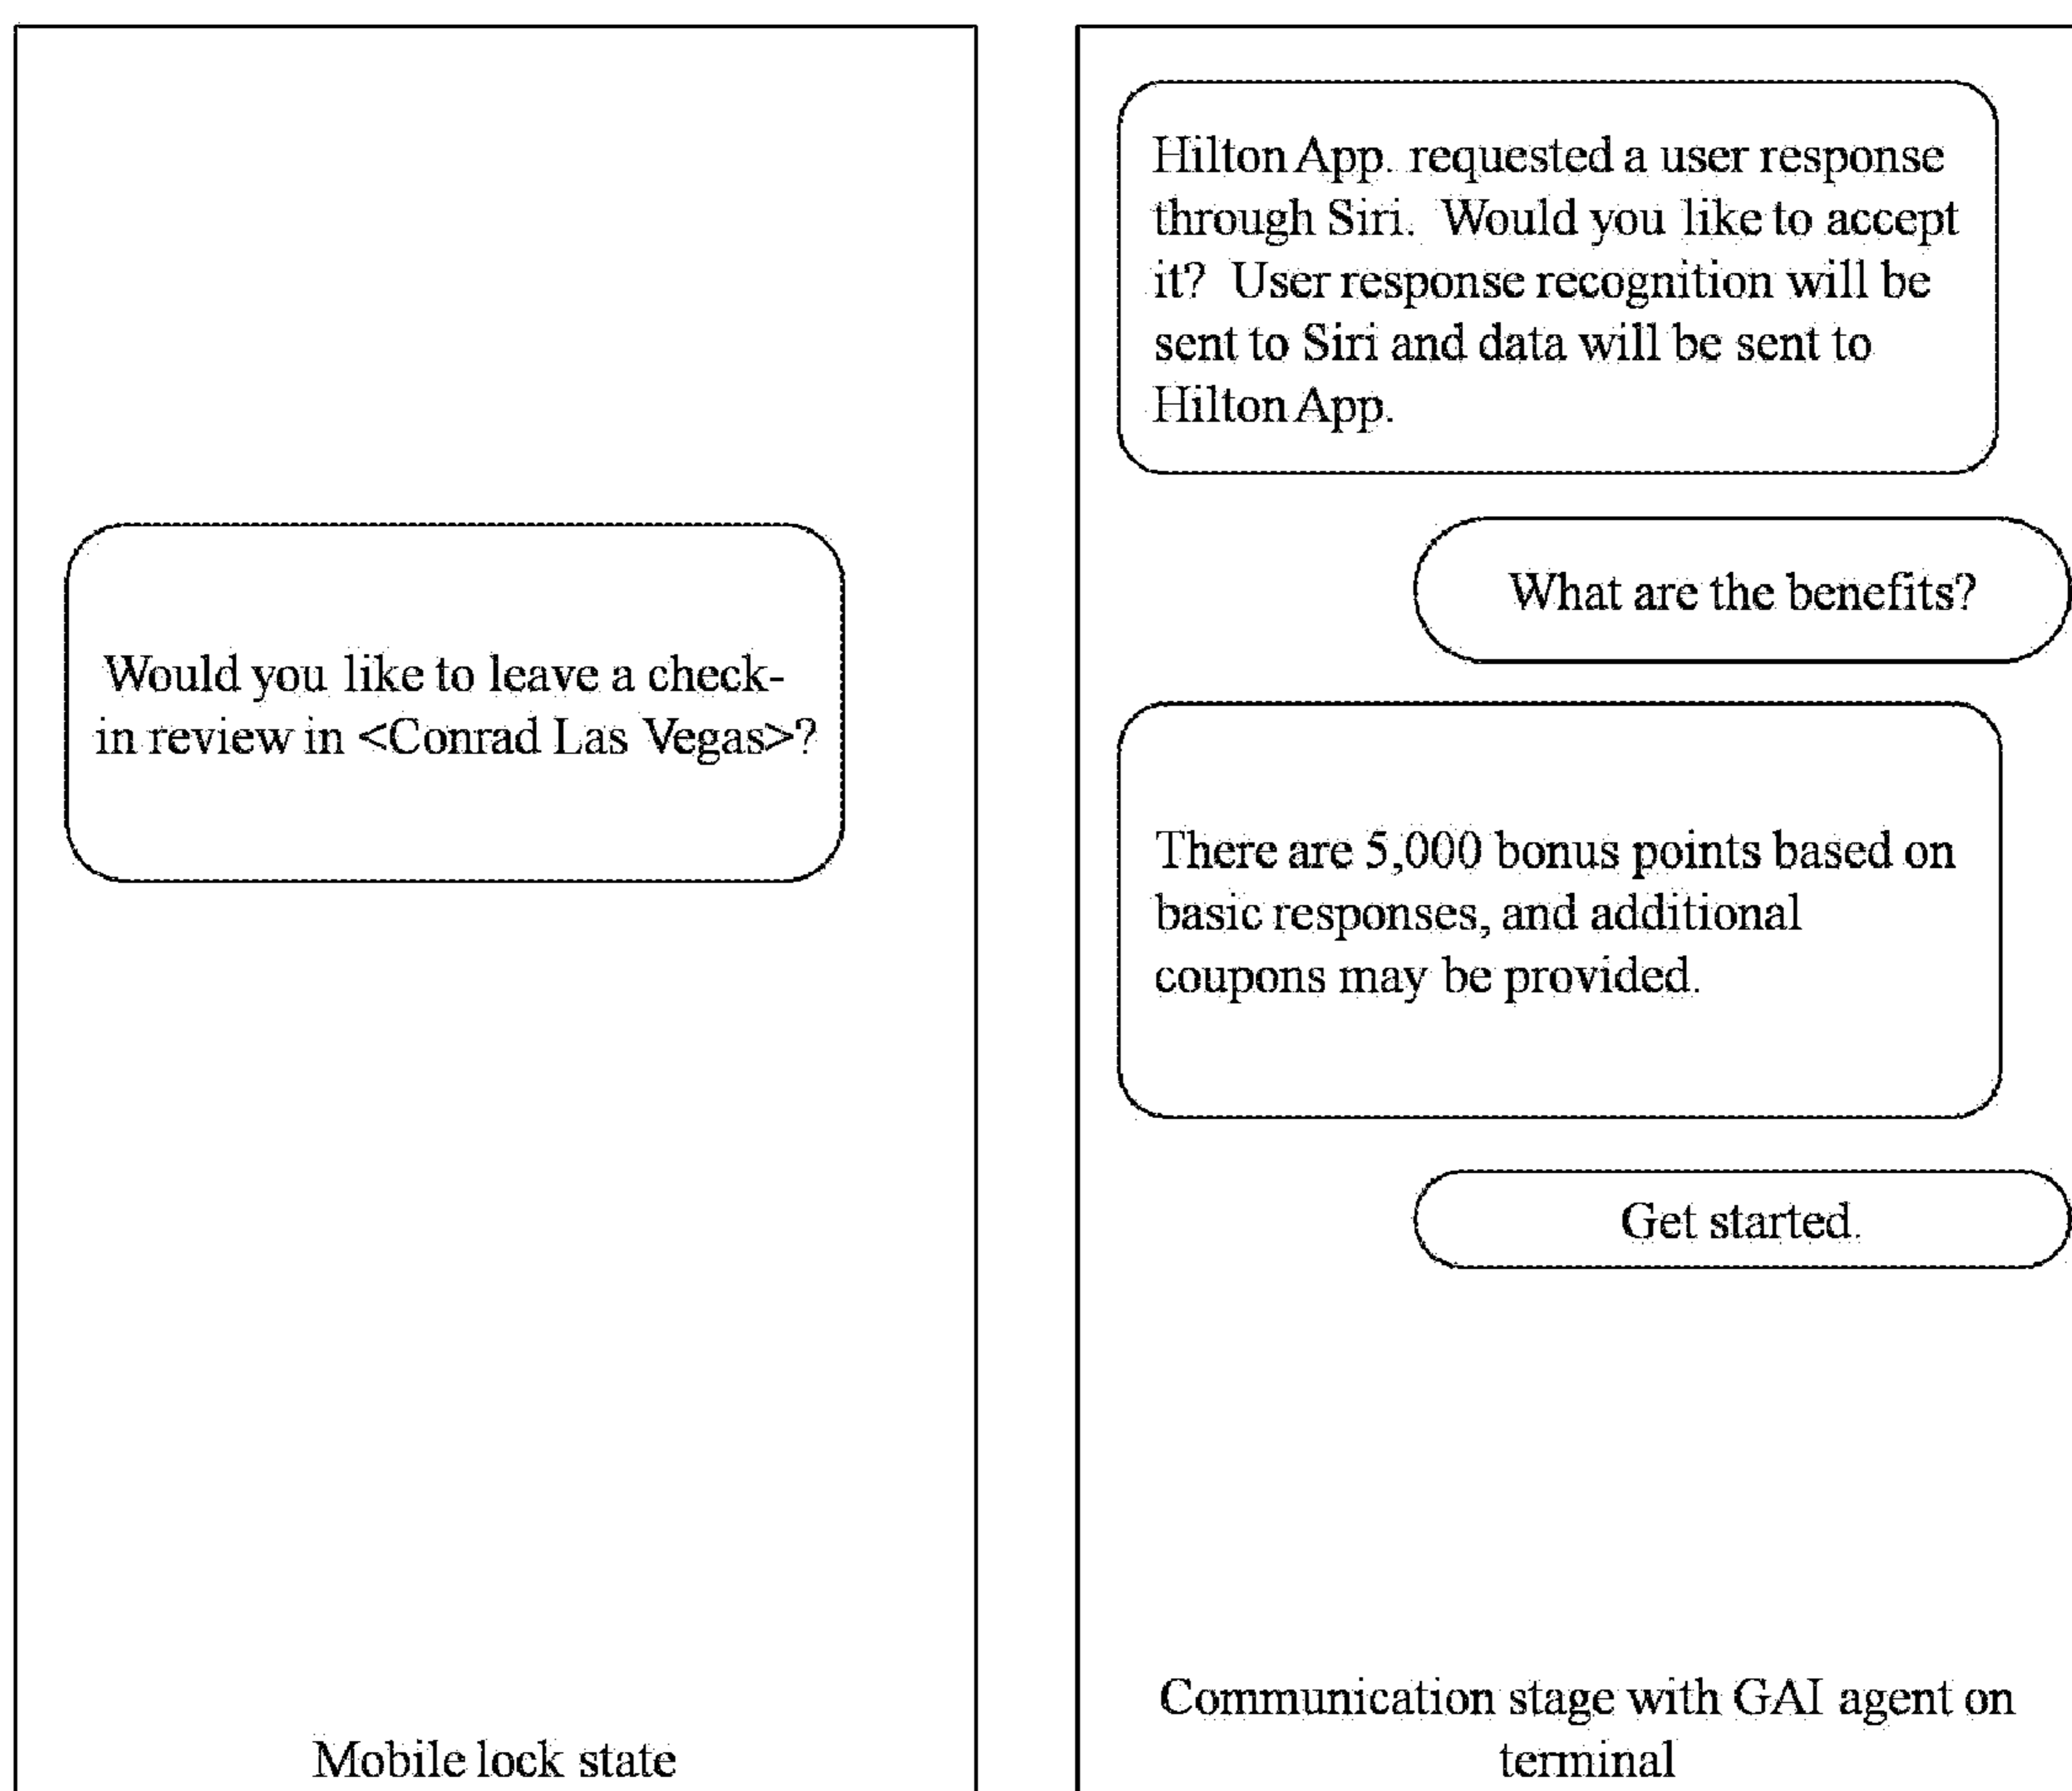 Would you like to leave a check-
in review in <Conrad Las Vegas>?
Mobile lock state
Hilton App. requested a user response
through Siri. Would you like to accept
it? User response recognition will be
sent to Siri and data will be sent to
Hilton App.
What are the benefits?
There are 5,000 bonus points based on
basic responses, and additional
coupons may be provided.
Get started.
Communication stage with GAI agent on
terminal